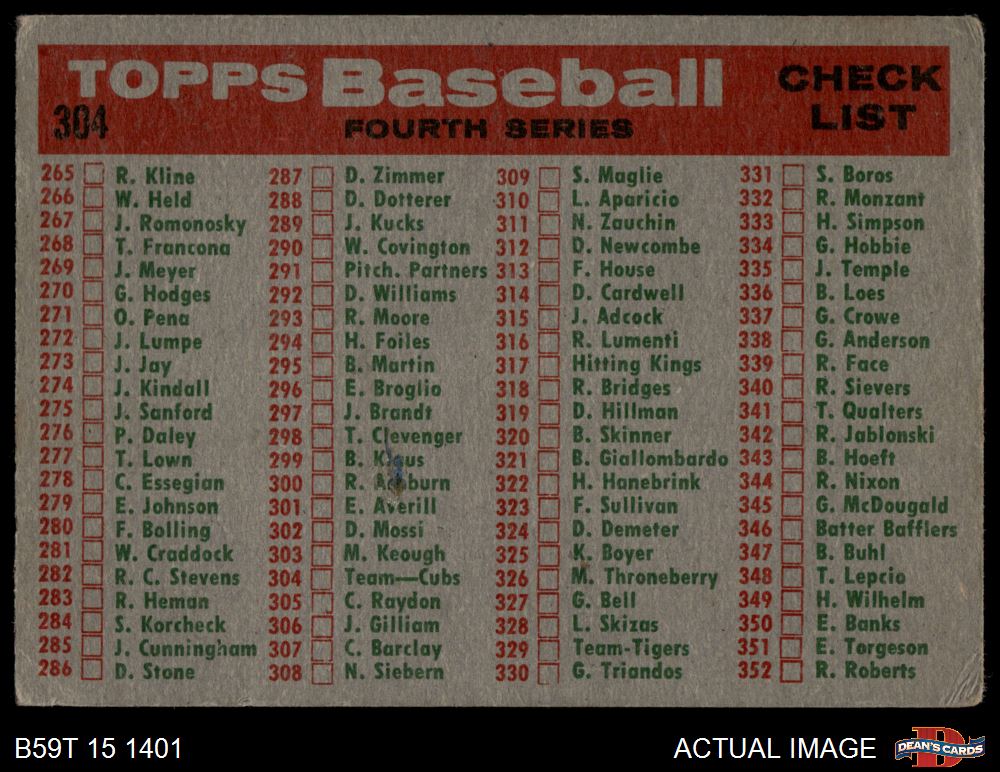 TOPPS Baseball
CHECK LIST
304
FOURTH SERIES
265 R. Kline
266 W. Held
267 J. Romonosky
268 T. Francona
269 J. Meyer
270 G. Hodges
271 O. Pena
272 J. Lumpe
273 J. Jay
274 J. Kindall
275 J. Sanford
276 P. Daley
277 T. Lown
278 C. Essegian
279 E. Johnson
280 F. Bolling
281 W. Craddock
282 R. C. Stevens
283 R. Heman
284 S. Korcheck
285 J. Cunningham
286 D. Stone
287 D. Zimmer
288 D. Dotterer
289 J. Kucks
290 W. Covington
291 Pitch. Partners
292 D. Williams
293 R. Moore
294 H. Foiles
295 B. Martin
296 E. Broglio
297 J. Brandt
298 T. Clevenger
299 B. Klaus
300 R. Ashburn
301 E. Averill
302 D. Mossi
303 M. Keough
304 Team—Cubs
305 C. Raydon
306 J. Gilliam
307 C. Barclay
308 N. Siebern
309 S. Maglie
310 L. Aparicio
311 N. Zauchin
312 D. Newcombe
313 F. House
314 D. Cardwell
315 J. Adcock
316 R. Lumenti
317 Hitting Kings
318 R. Bridges
319 D. Hillman
320 B. Skinner
321 B. Giallombardo
322 H. Hanebrink
323 F. Sullivan
324 D. Demeter
325 K. Boyer
326 M. Throneberry
327 G. Bell
328 L. Skizas
329 Team-Tigers
330 G. Triandos
331 S. Boros
332 R. Monzant
333 H. Simpson
334 G. Hobbie
335 J. Temple
336 B. Loes
337 G. Crowe
338 G. Anderson
339 R. Face
340 R. Sievers
341 T. Qualters
342 R. Jablonski
343 B. Hoeft
344 R. Nixon
345 G. McDougald
346 Batter Bafflers
347 B. Buhl
348 T. Lepcio
349 H. Wilhelm
350 E. Banks
351 E. Torgeson
352 R. Roberts
B59T 15 1401
ACTUAL IMAGE
D
DEAN'S CARDS